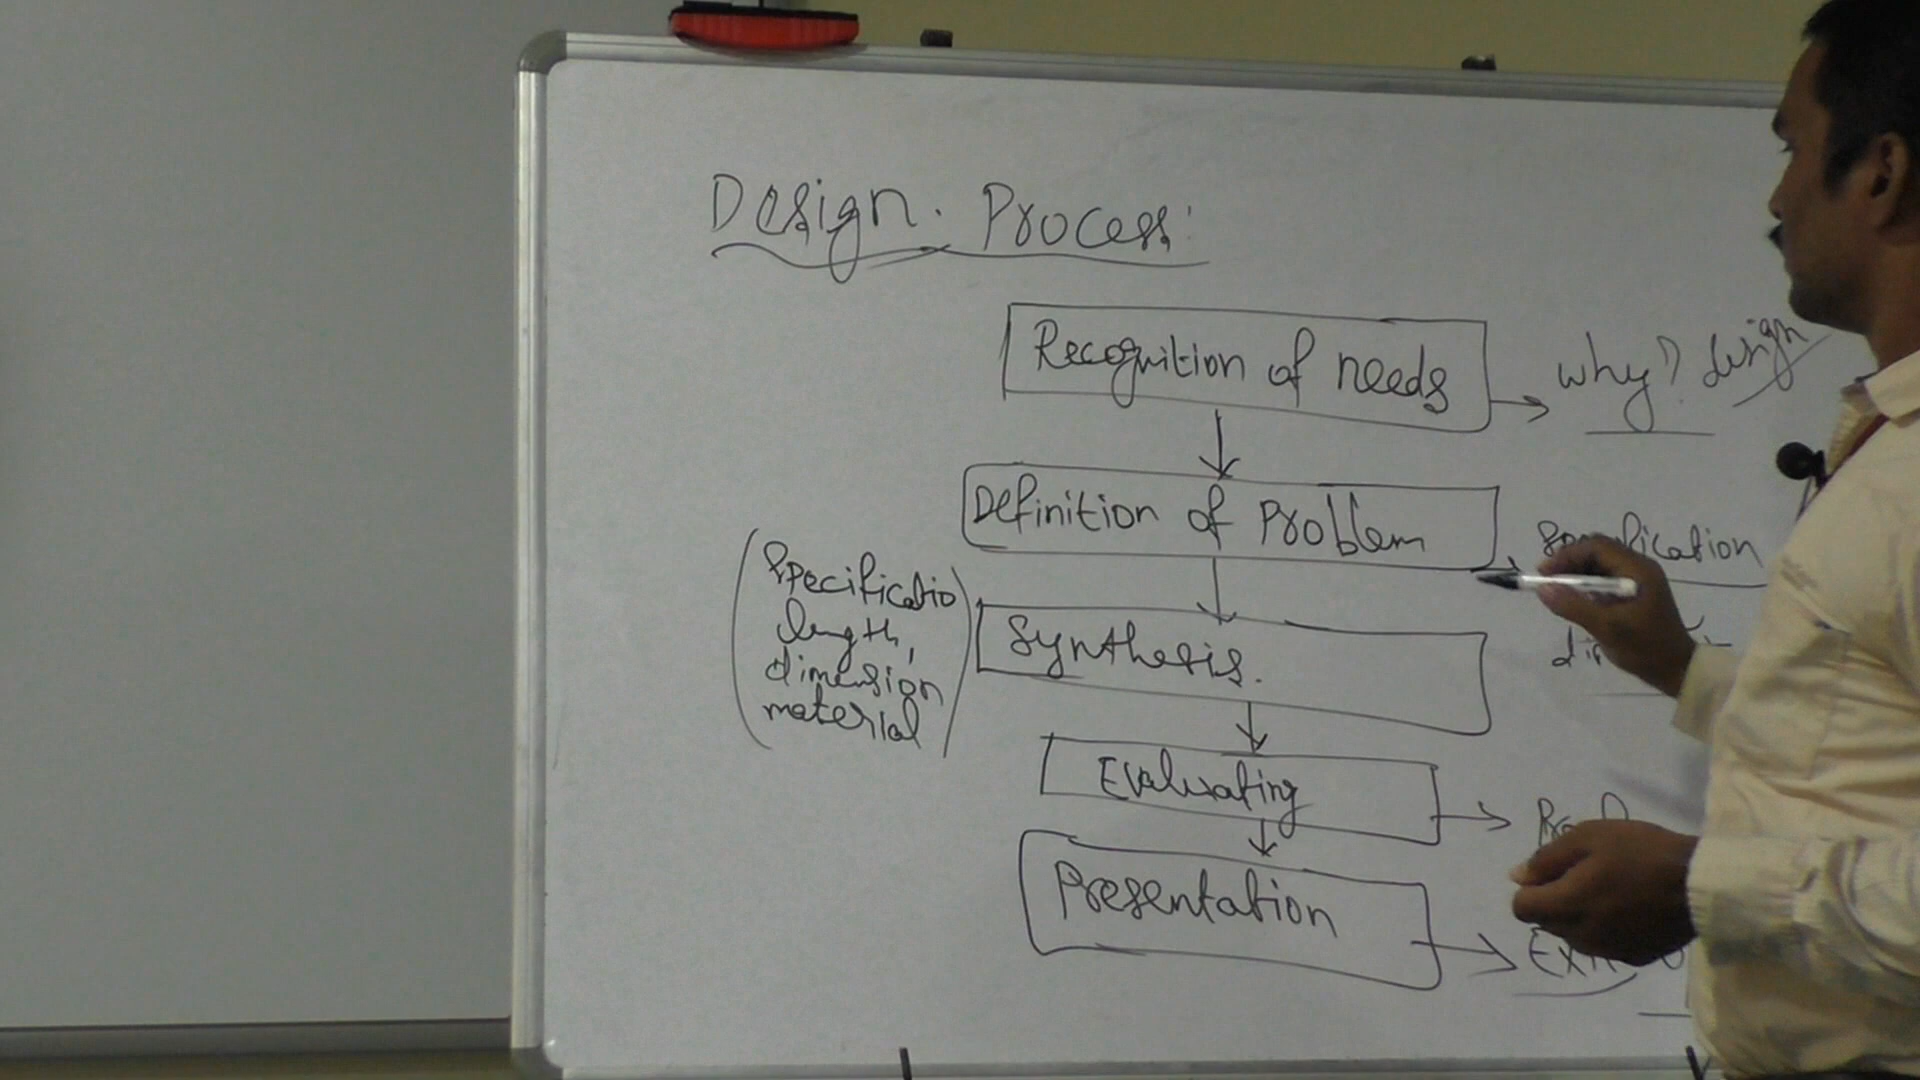 Design. Process:
Recognition of needs
why? design
Definition of Problem
Specification
Specificatio
length,
dimension
material
Synthesis.
Evaluating
Presentation